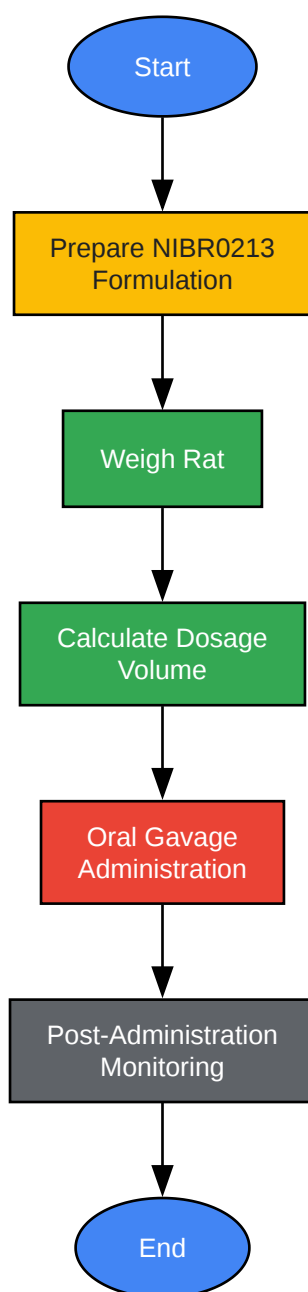 Start
Prepare NIBR0213
Formulation
Weigh Rat
Calculate Dosage
Volume
Oral Gavage
Administration
Post-Administration
Monitoring
End